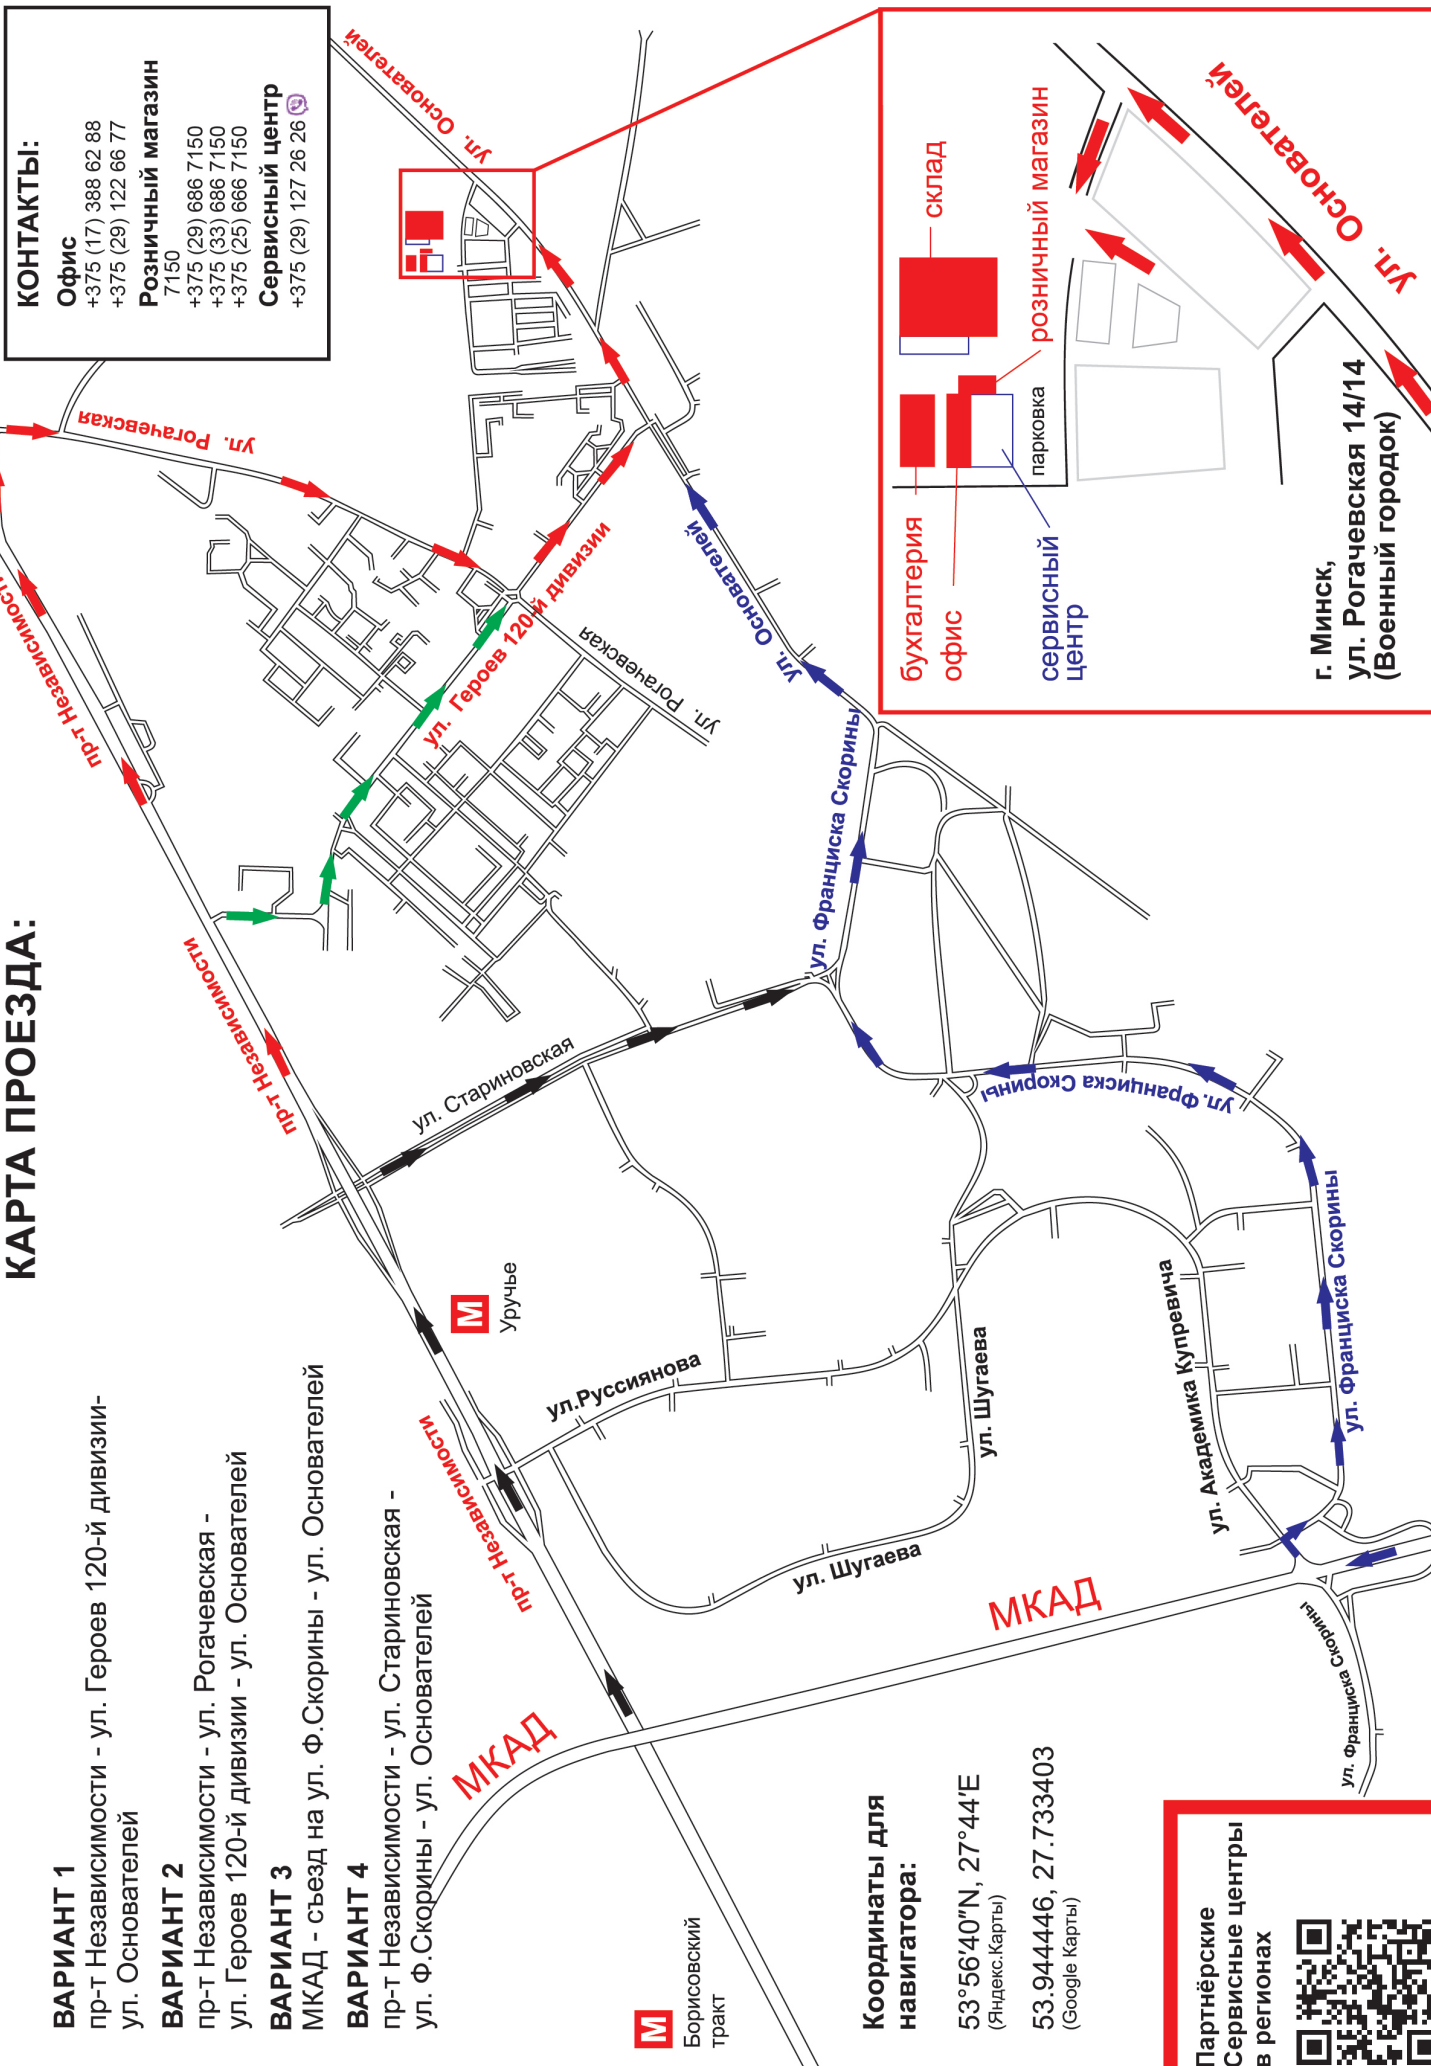 КАРТА ПРОЕЗДА:
ВАРИАНТ 1
пр-т Независимости - ул. Героев 120-й дивизии-
ул. Основателей
ВАРИАНТ 2
пр-т Независимости - ул. Рогачевская -
ул. Героев 120-й дивизии - ул. Основателей
ВАРИАНТ 3
МКАД - съезд на ул. Ф.Скорины - ул. Основателей
ВАРИАНТ 4
пр-т Независимости - ул. Стариновская -
ул. Ф.Скорины - ул. Основателей
КОНТАКТЫ:
Офис
+375 (17) 388 62 88
+375 (29) 122 66 77
Розничный магазин
7150
+375 (29) 686 7150
+375 (33) 686 7150
+375 (25) 666 7150
Сервисный центр
+375 (29) 127 26 26
пр-т Независимости
пр-т Независимости
пр-т Независимости
ул. Рогачевская
ул. Основателей
ул. Героев 120-й дивизии
ул. Рогачевская
ул. Основателей
ул. Стариновская
ул. Франциска Скорины
ул. Франциска Скорины
ул. Франциска Скорины
ул. Франциска Скорины
ул. Франциска Скорины
М
Уручье
ул.Руссиянова
ул. Шугаева
ул. Шугаева
ул. Академика Купревича
МКАД
МКАД
М
Борисовский
тракт
Координаты для
навигатора:
53°56'40"N, 27°44'E
(Яндекс.Карты)
53.944446, 27.733403
(Google Карты)
Партнёрские
Сервисные центры
в регионах
склад
розничный магазин
парковка
бухгалтерия
офис
сервисный
центр
ул. Основателей
г. Минск,
ул. Рогачевская 14/14
(Военный городок)